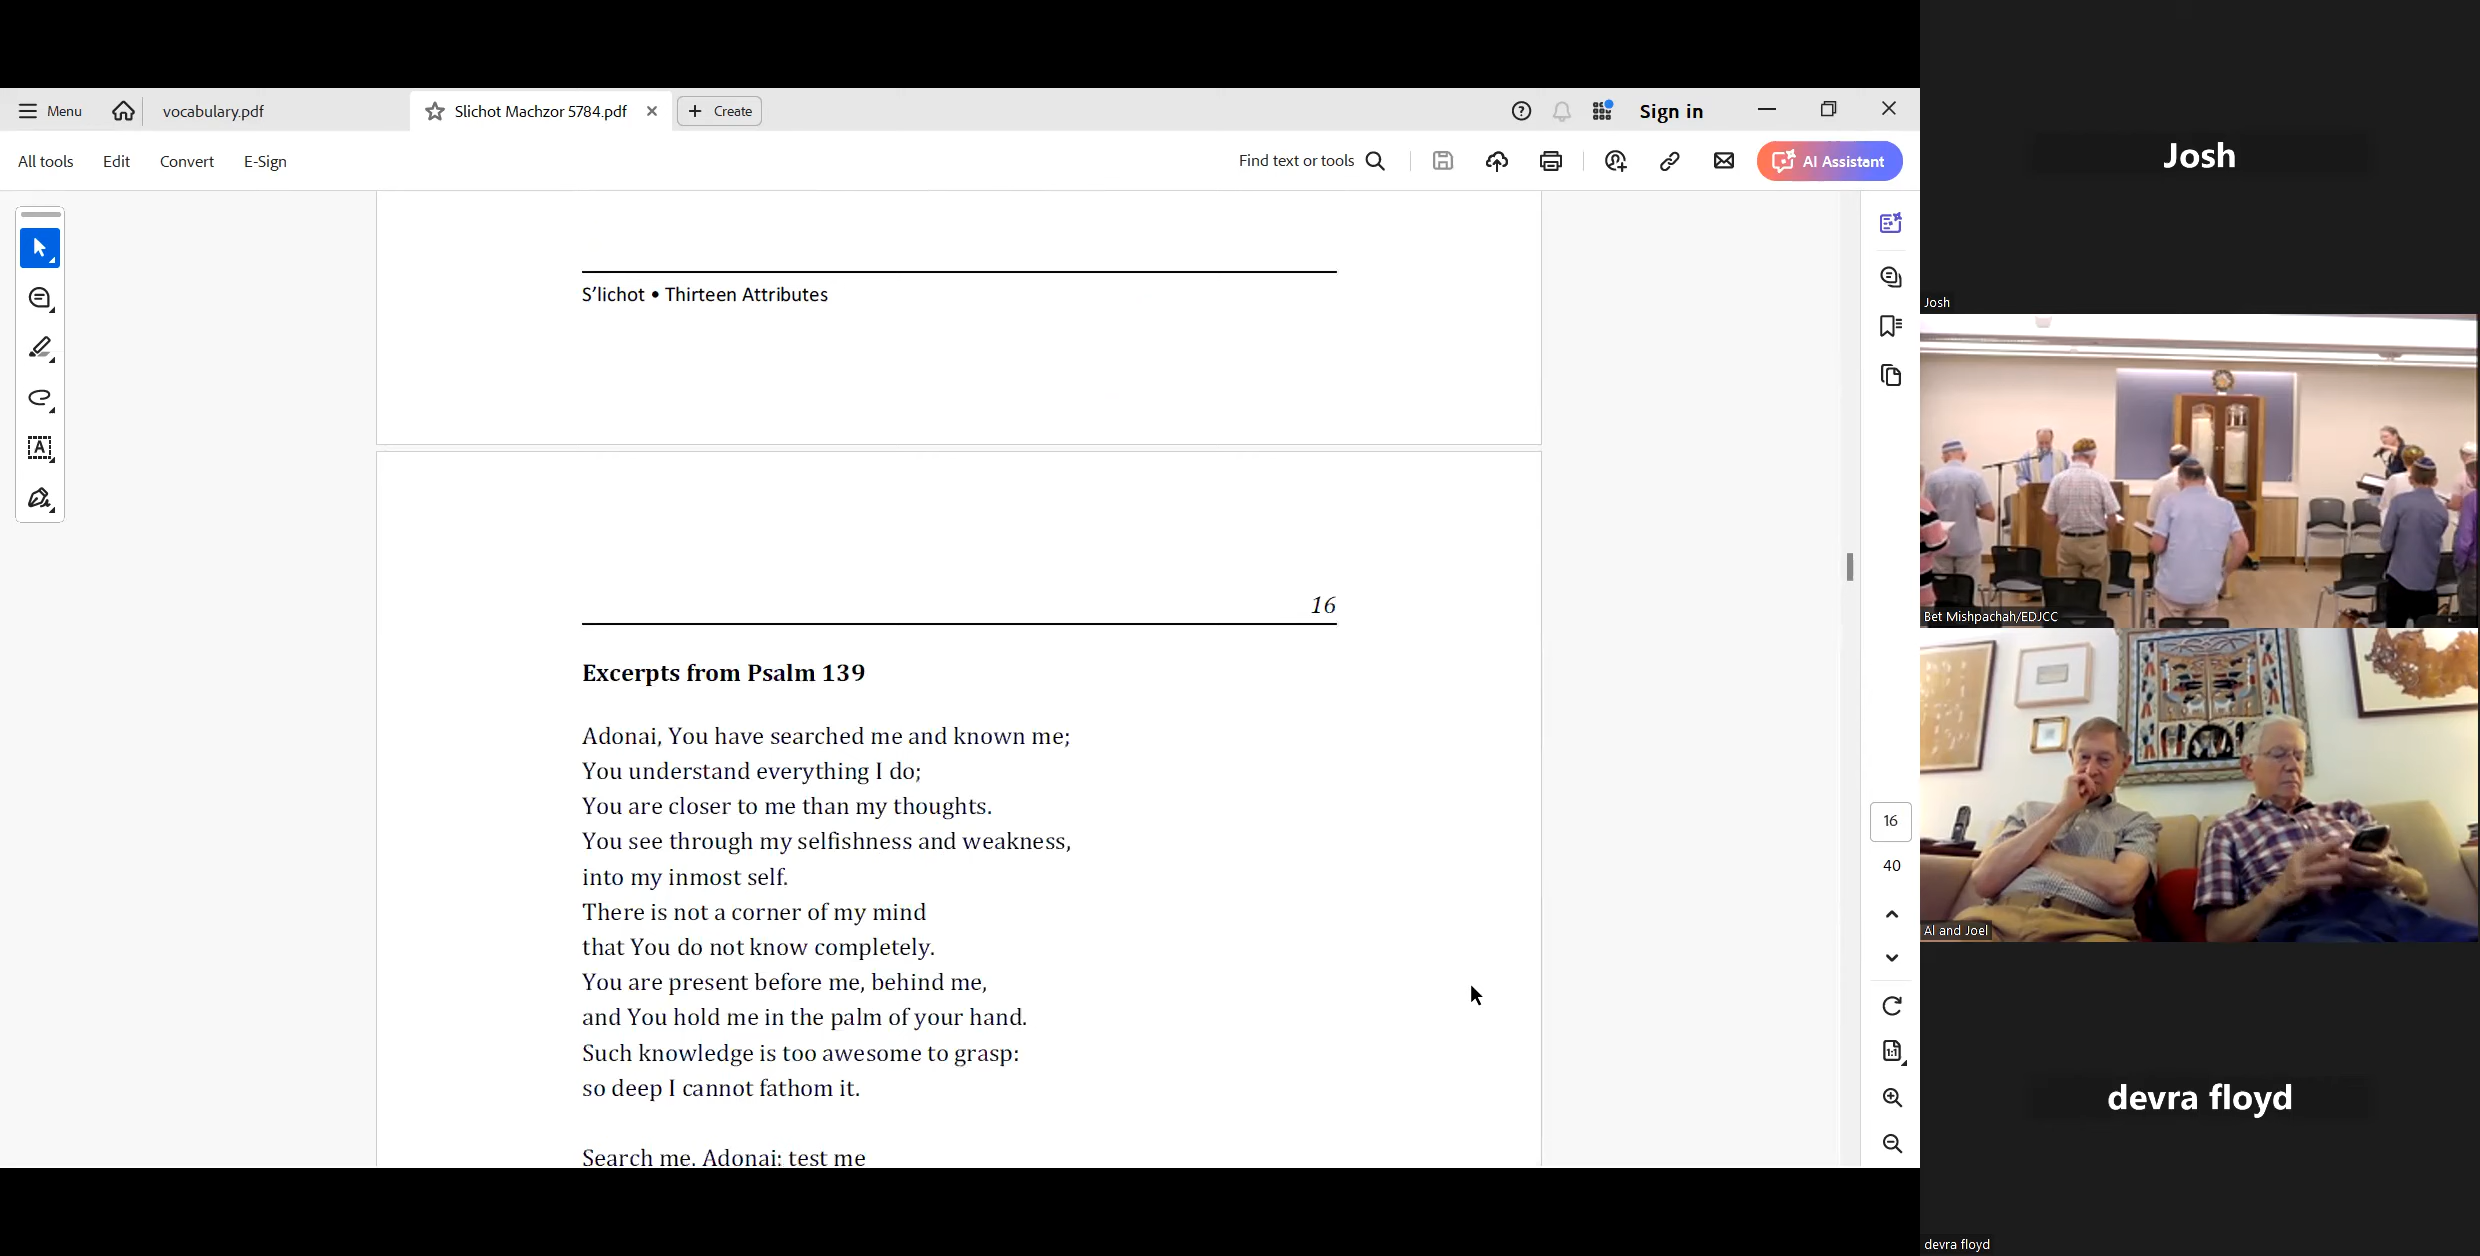 Menu
vocabulary.pdf
Slichot Machzor 5784.pdf
Create
Sign in
All tools
Edit
Convert
E-Sign
Find text or tools
AI Assistant
S’lichot • Thirteen Attributes
16
Excerpts from Psalm 139
Adonai, You have searched me and known me;
You understand everything I do;
You are closer to me than my thoughts.
You see through my selfishness and weakness,
into my inmost self.
There is not a corner of my mind
that You do not know completely.
You are present before me, behind me,
and You hold me in the palm of your hand.
Such knowledge is too awesome to grasp:
so deep I cannot fathom it.
Search me, Adonai; test me
16
40
Josh
Josh
Bet Mishpachah/EDJCC
Al and Joel
devra floyd
devra floyd